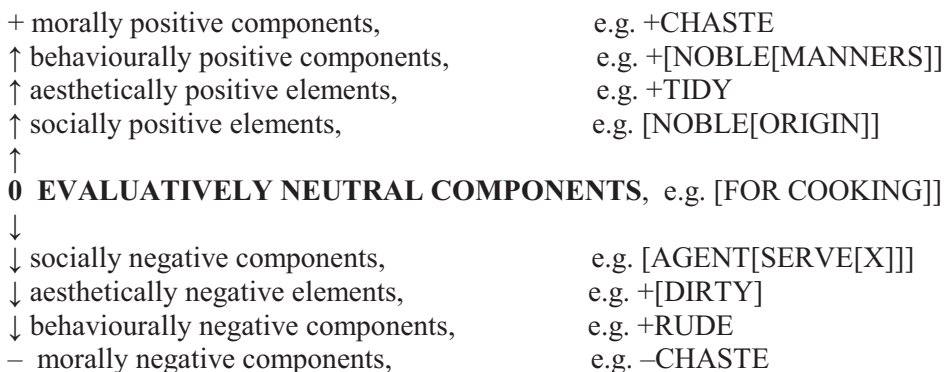 + morally positive components, e.g. +CHASTE
↑ behaviourally positive components, e.g. +[NOBLE[MANNERS]]
↑ aesthetically positive elements, e.g. +TIDY
↑ socially positive elements, e.g. [NOBLE[ORIGIN]]
↑
0 EVALUATIVELY NEUTRAL COMPONENTS, e.g. [FOR COOKING]]
↓
↓ socially negative components, e.g. [AGENT[SERVE[X]]]
↓ aesthetically negative elements, e.g. +[DIRTY]
↓ behaviourally negative components, e.g. +RUDE
– morally negative components, e.g. –CHASTE